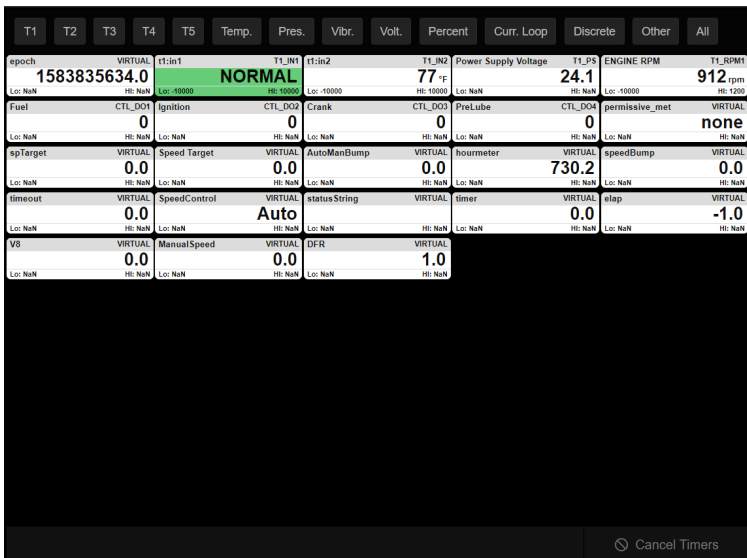 T1 T2 T3 T4 T5 Temp. Pres. Vibr. Volt. Percent Curr. Loop Discrete Other All
epoch VIRTUAL t1:in1 T1_IN1 t1:in2 T1_IN2 Power Supply Voltage T1_PS ENGINE RPM T1_RPM1
1583835634.0 NORMAL 77 °F 24.1 912 rpm
Lo: NaN HI: NaN Lo: -10000 HI: 10000 Lo: -10000 HI: 10000 Lo: NaN HI: NaN Lo: -10000 HI: 1200
Fuel CTL_DO1 Ignition CTL_DO2 Crank CTL_DO3 PreLube CTL_DO4 permissive_met VIRTUAL
0 0 0 0 none
Lo: NaN HI: NaN Lo: NaN HI: NaN Lo: NaN HI: NaN Lo: NaN HI: NaN Lo: NaN HI: NaN
spTarget VIRTUAL Speed Target VIRTUAL AutoManBump VIRTUAL hourmeter VIRTUAL speedBump VIRTUAL
0.0 0.0 0.0 730.2 0.0
Lo: NaN HI: NaN Lo: NaN HI: NaN Lo: NaN HI: NaN Lo: NaN HI: NaN Lo: NaN HI: NaN
timeout VIRTUAL SpeedControl VIRTUAL statusString VIRTUAL timer VIRTUAL elap VIRTUAL
0.0 Auto 0.0 -1.0
Lo: NaN HI: NaN Lo: NaN HI: NaN Lo: NaN HI: NaN Lo: NaN HI: NaN Lo: NaN HI: NaN
V8 VIRTUAL ManualSpeed VIRTUAL DFR VIRTUAL
0.0 0.0 1.0
Lo: NaN HI: NaN Lo: NaN HI: NaN Lo: NaN HI: NaN
Cancel Timers